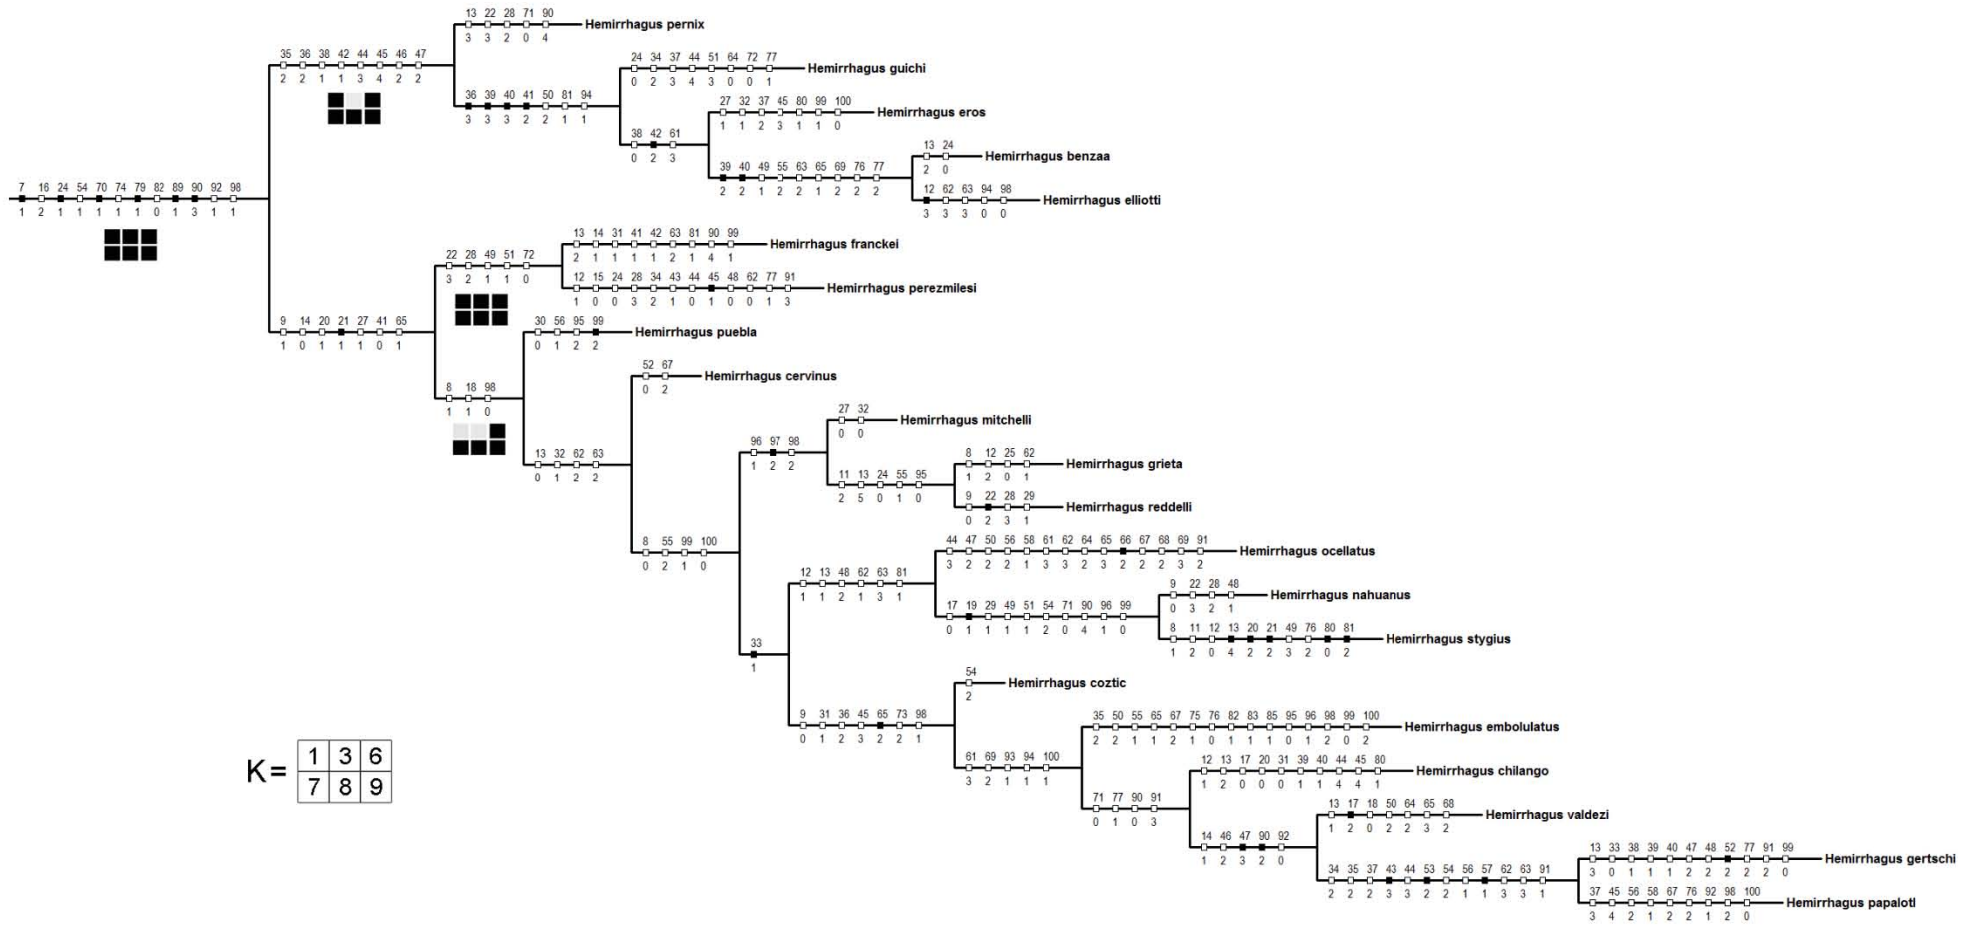 13 22 28 71 90
Hemirrhagus pernix
3 3 2 0 4
35 36 38 42 44 45 46 47
2 2 1 1 3 4 2 2
24 34 37 44 51 64 72 77
Hemirrhagus guichi
0 2 3 4 3 0 0 1
36 39 40 41 50 81 94
3 3 3 2 2 1 1
27 32 37 45 80 99 100
Hemirrhagus eros
1 1 2 3 1 1 0
38 42 61
0 2 3
13 24
Hemirrhagus benzaa
2 0
39 40 49 55 63 65 69 76 77
2 2 1 2 2 1 2 2 2
12 62 63 94 98
Hemirrhagus elliotti
3 3 3 0 0
7 16 24 54 70 74 79 82 89 90 92 98
1 2 1 1 1 1 1 0 1 3 1 1
13 14 31 41 42 63 81 90 99
Hemirrhagus franckei
2 1 1 1 1 2 1 4 1
22 28 49 51 72
3 2 1 1 0
12 15 24 28 34 43 44 45 48 62 77 91
Hemirrhagus perezmilesi
1 0 0 3 2 1 0 1 0 0 1 3
9 14 20 21 27 41 65
1 0 1 1 1 0 1
30 56 95 99
Hemirrhagus puebla
0 1 2 2
8 18 98
1 1 0
52 67
Hemirrhagus cervinus
0 2
13 32 62 63
0 1 2 2
27 32
Hemirrhagus mitchelli
0 0
96 97 98
1 2 2
8 12 25 62
Hemirrhagus grieta
1 2 0 1
11 13 24 55 95
2 5 0 1 0
9 22 28 29
Hemirrhagus reddelli
0 2 3 1
8 55 99 100
0 2 1 0
44 47 50 56 58 61 62 64 65 66 67 68 69 91
Hemirrhagus ocellatus
3 2 2 2 1 3 3 2 3 2 2 2 3 2
12 13 48 62 63 81
1 1 2 1 3 1
9 22 28 48
Hemirrhagus nahuanus
0 3 2 1
17 19 29 49 51 54 71 90 96 99
0 1 1 1 1 2 0 4 1 0
8 11 12 13 20 21 49 76 80 81
Hemirrhagus stygius
1 2 0 4 2 2 3 2 0 2
33
1
54
Hemirrhagus coztic
2
9 31 36 45 65 73 98
0 1 2 3 2 2 1
35 50 55 65 67 75 76 82 83 85 95 96 98 99 100
Hemirrhagus embolulatus
2 2 1 1 2 1 0 1 1 1 0 1 2 0 2
61 69 93 94 100
3 2 1 1 1
12 13 17 20 31 39 40 44 45 80
Hemirrhagus chilango
1 2 0 0 0 1 1 4 4 1
71 77 90 91
0 1 0 3
13 17 18 50 64 65 68
Hemirrhagus valdezi
1 2 0 2 2 3 2
14 46 47 90 92
1 2 3 2 0
13 33 38 39 40 47 48 52 77 91 99
Hemirrhagus gertschi
3 0 1 1 1 2 2 2 2 2 0
34 35 37 43 44 53 54 56 57 62 63 91
2 2 2 3 3 2 2 1 1 3 3 1
37 45 56 58 67 76 92 98 100
Hemirrhagus papalotl
3 4 2 1 2 2 1 2 0
K= 1 3 6
7 8 9